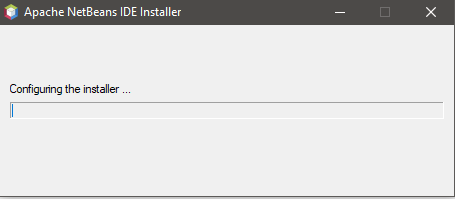 Apache NetBeans IDE Installer
Configuring the installer ...